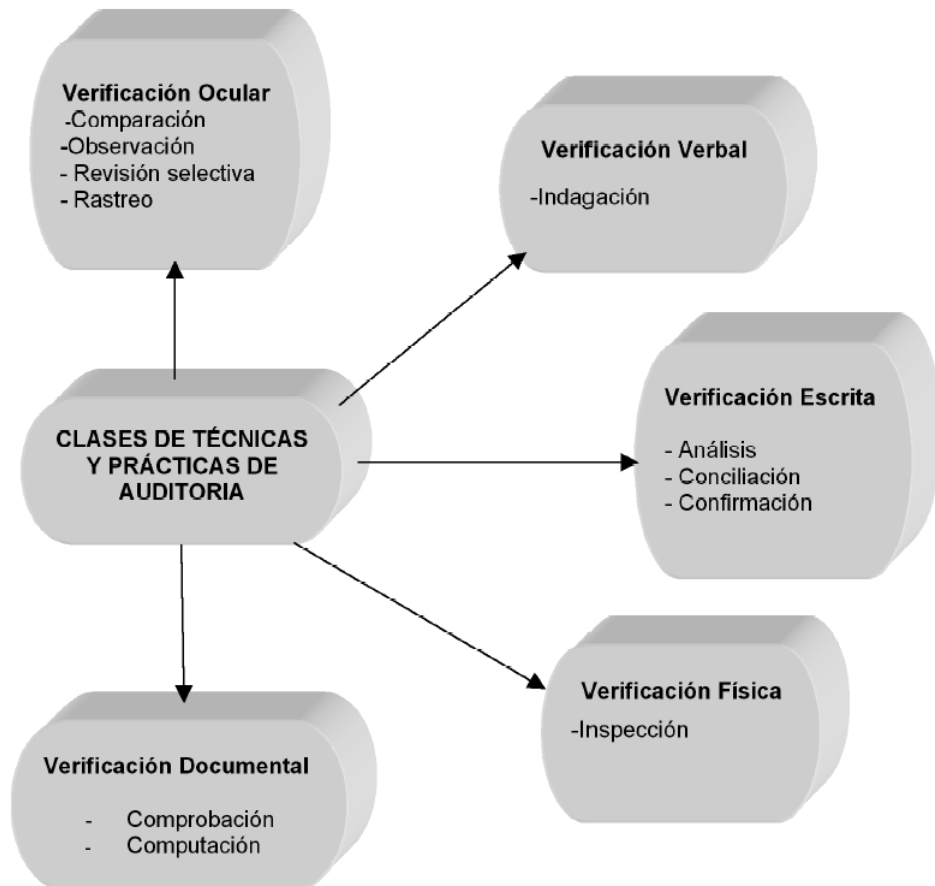 Verificación Ocular
-Comparación
-Observación
- Revisión selectiva
- Rastreo
Verificación Verbal
-Indagación
CLASES DE TÉCNICAS
Y PRÁCTICAS DE
AUDITORIA
Verificación Escrita
- Análisis
- Conciliación
- Confirmación
Verificación Física
-Inspección
Verificación Documental
- Comprobación
- Computación